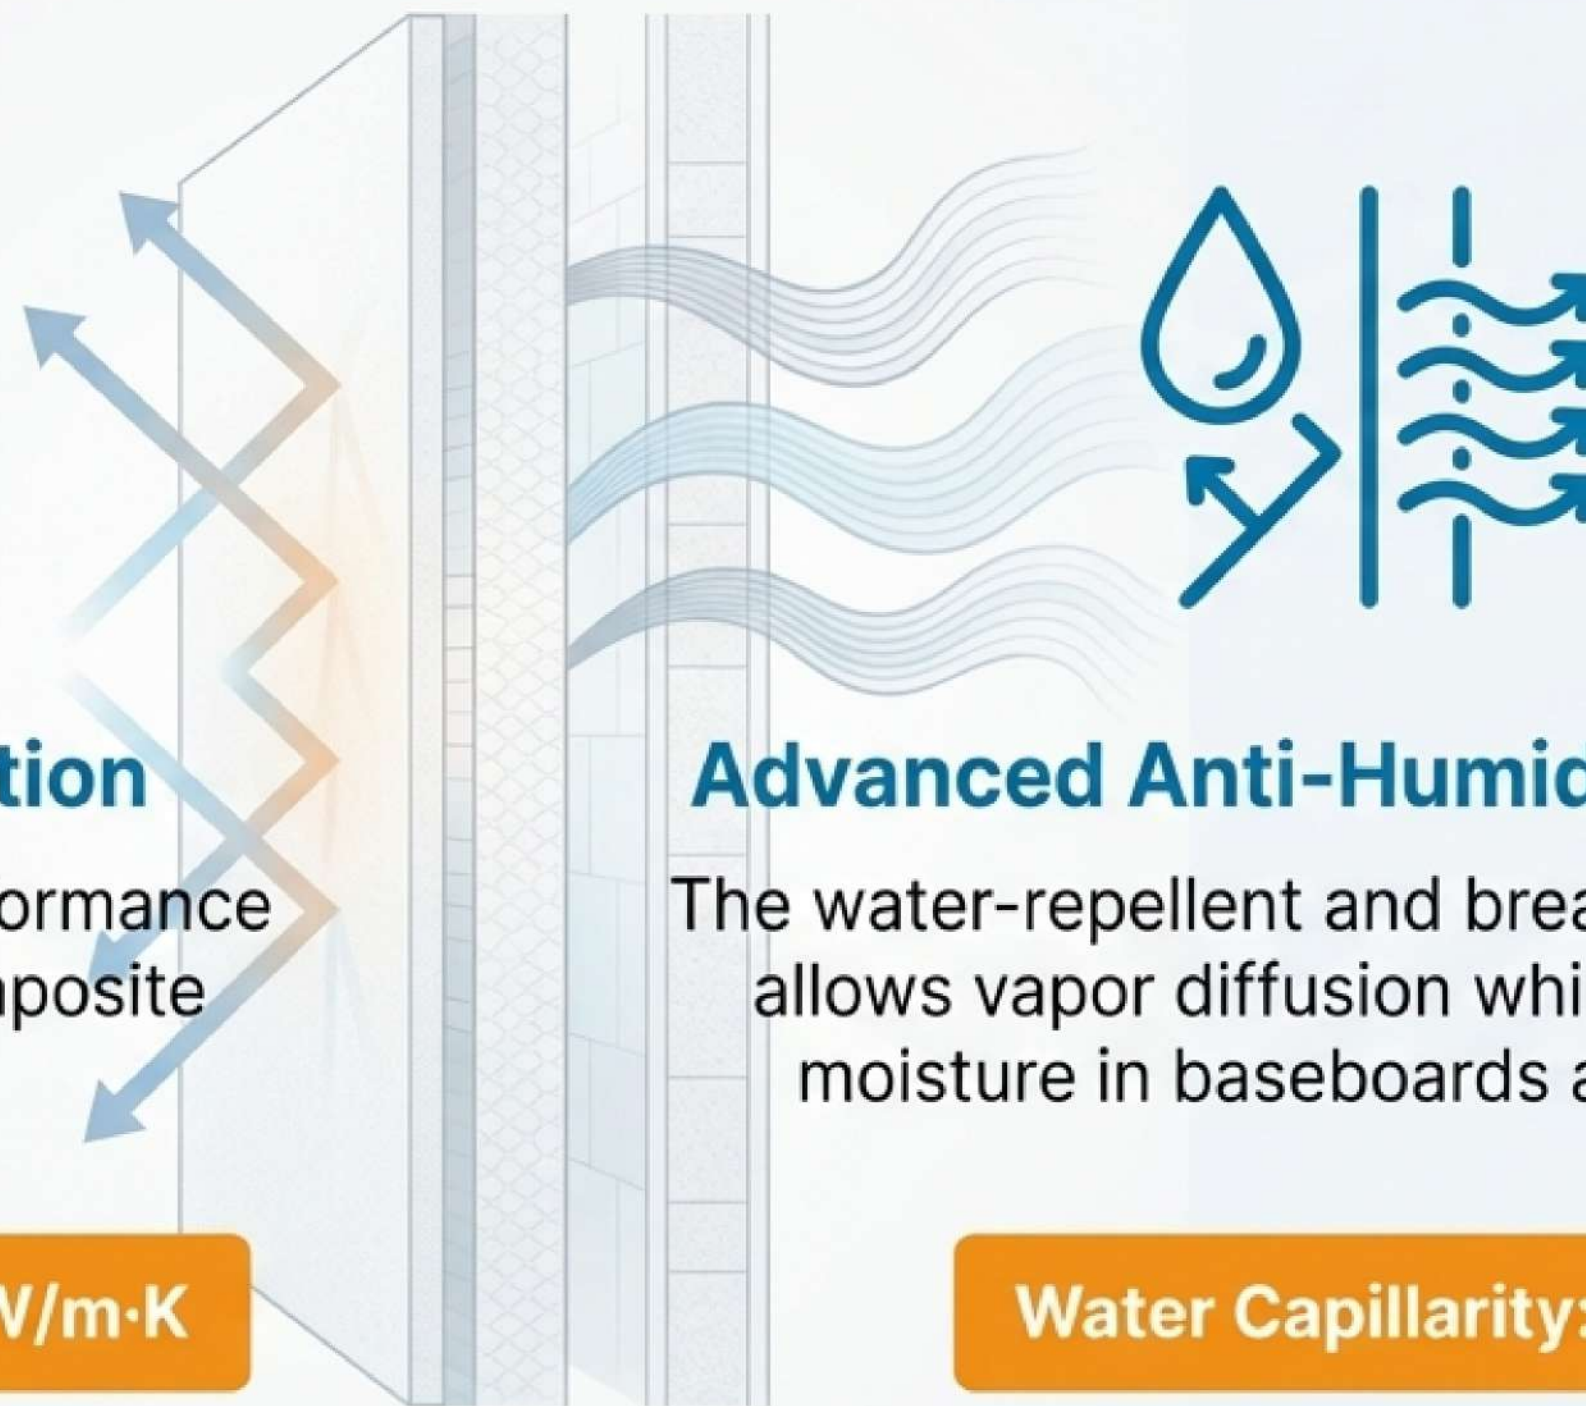 tion
ormance
posite
W/m·K
Advanced Anti-Humid
The water-repellent and brea
allows vapor diffusion whi
moisture in baseboards a
Water Capillarity: